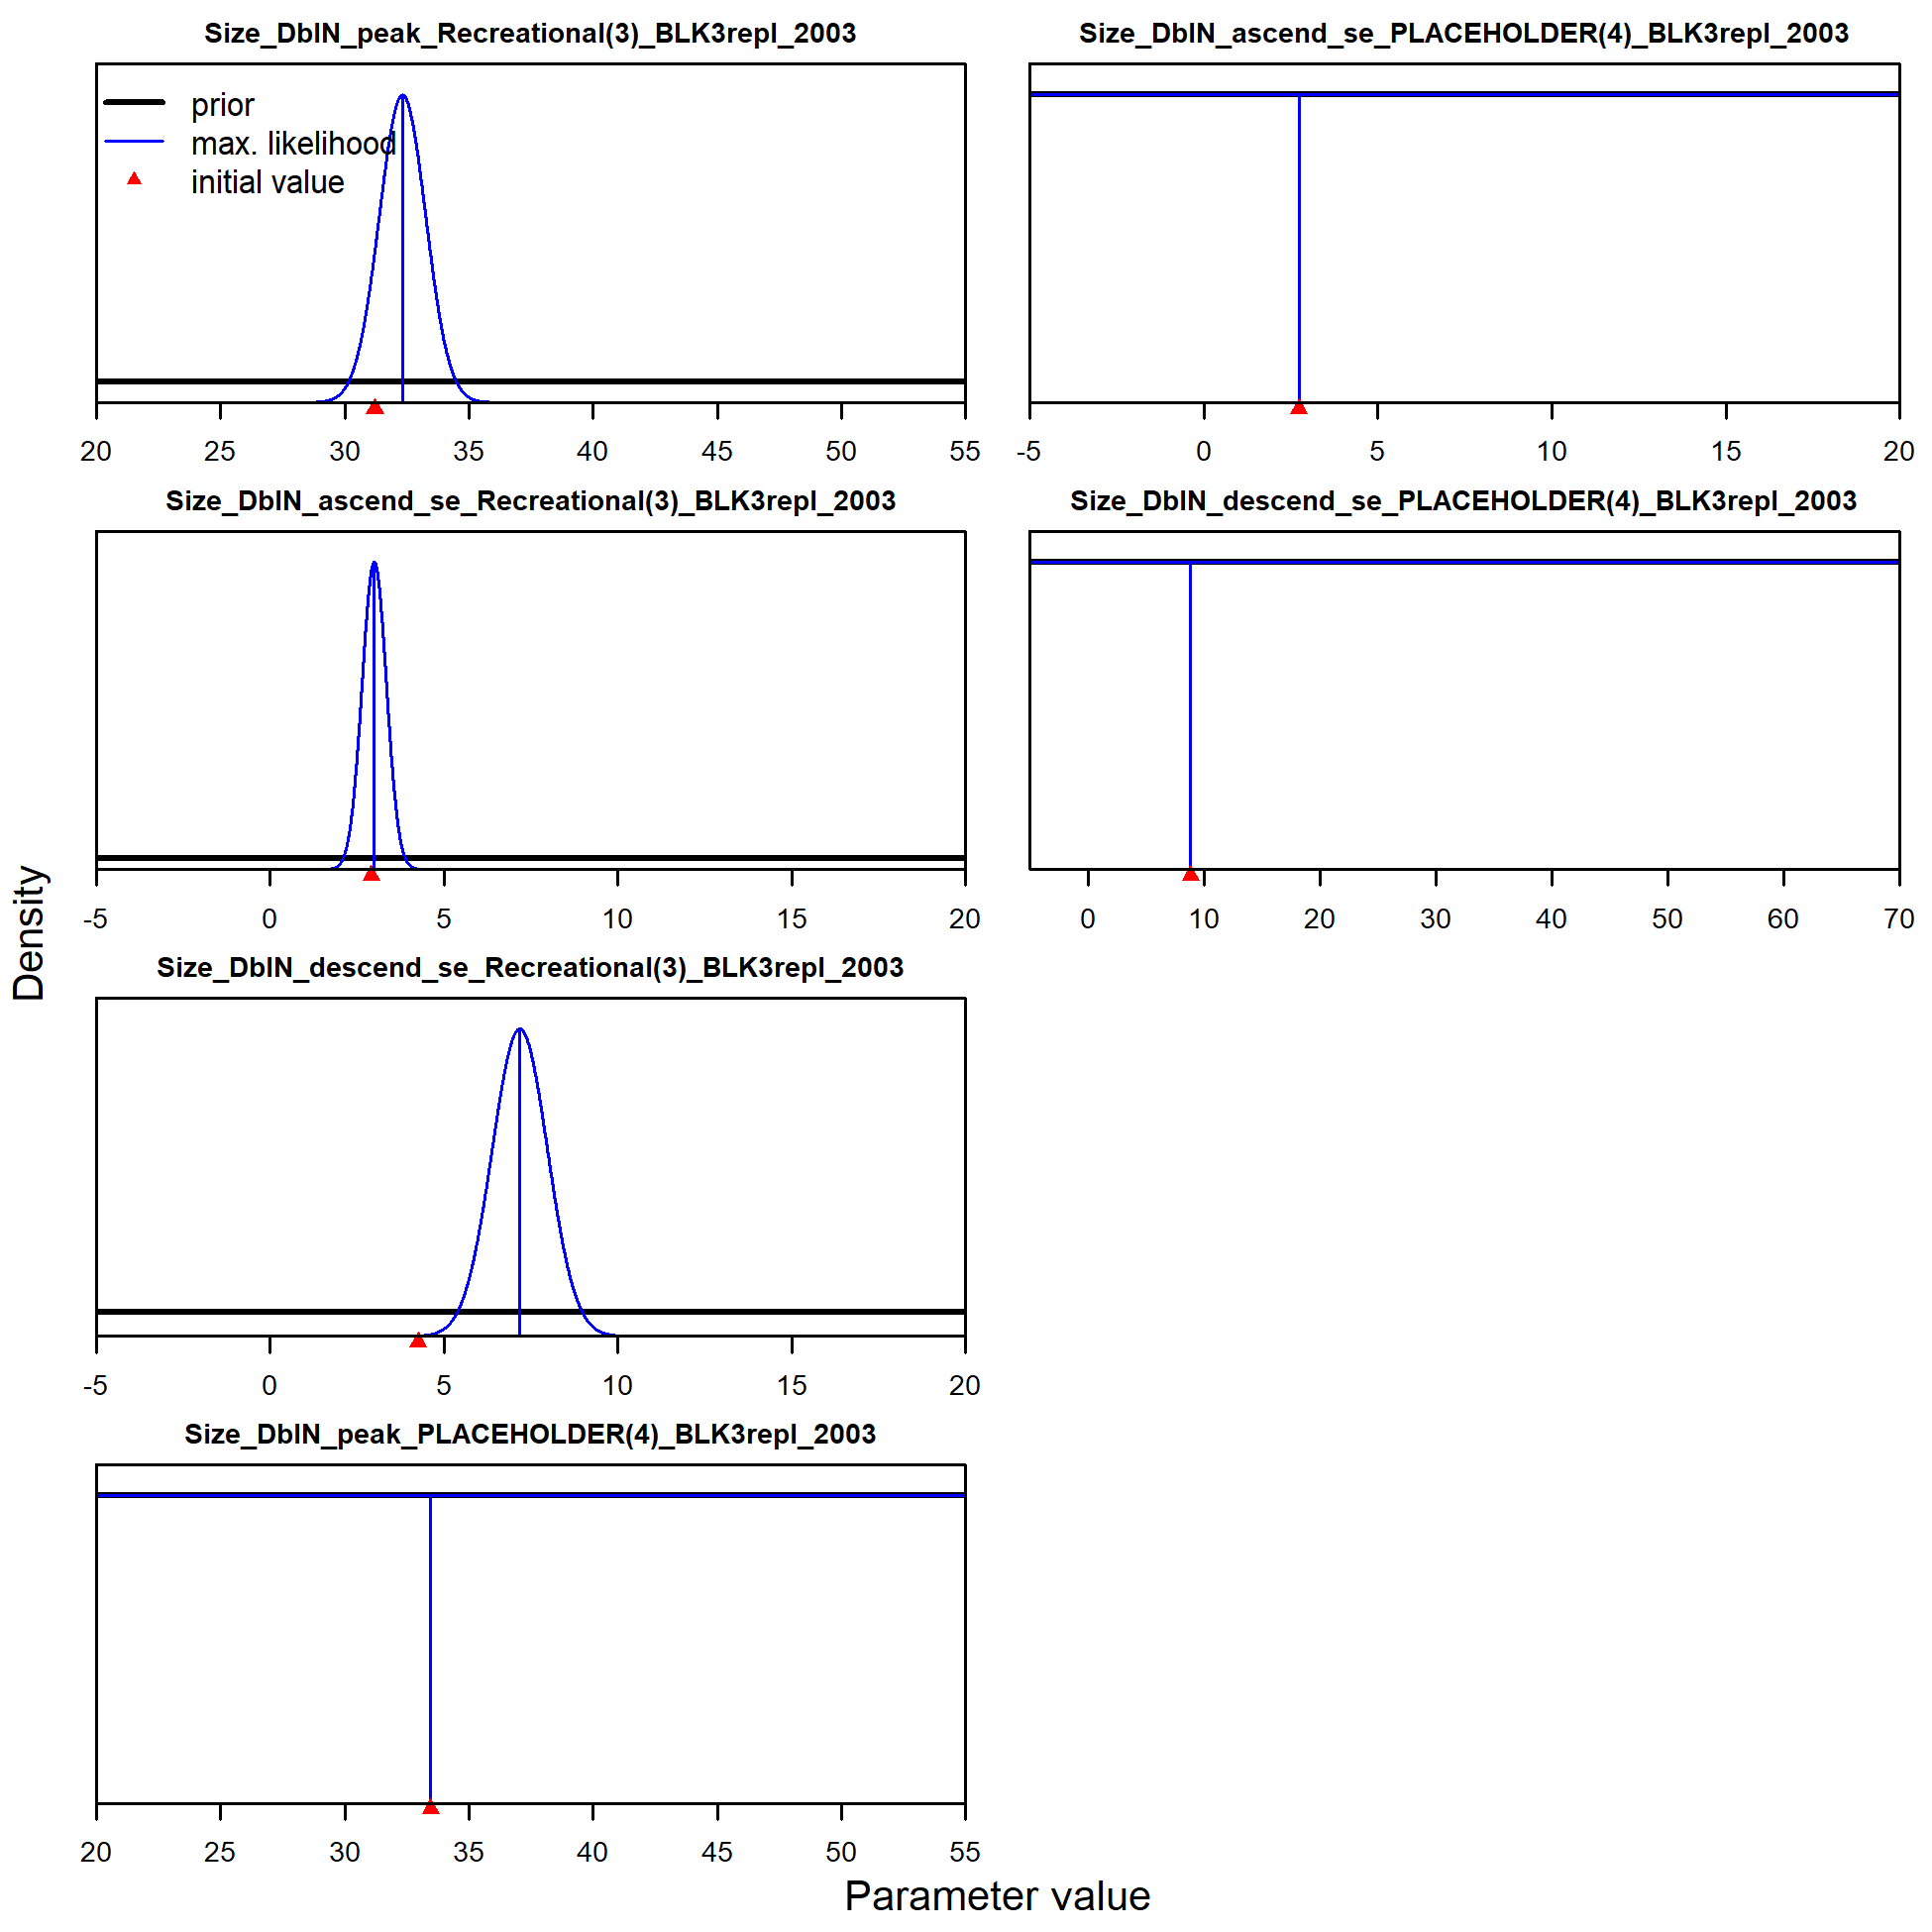 Size_DblN_peak_Recreational(3)_BLK3repl_2003
prior
max. likelihood
initial value
20 25 30 35 40 45 50 55
Size_DblN_ascend_se_Recreational(3)_BLK3repl_2003
-5 0 5 10 15 20
Size_DblN_descend_se_Recreational(3)_BLK3repl_2003
-5 0 5 10 15 20
Size_DblN_peak_PLACEHOLDER(4)_BLK3repl_2003
20 25 30 35 40 45 50 55
Size_DblN_ascend_se_PLACEHOLDER(4)_BLK3repl_2003
-5 0 5 10 15 20
Size_DblN_descend_se_PLACEHOLDER(4)_BLK3repl_2003
0 10 20 30 40 50 60 70
Density
Parameter value